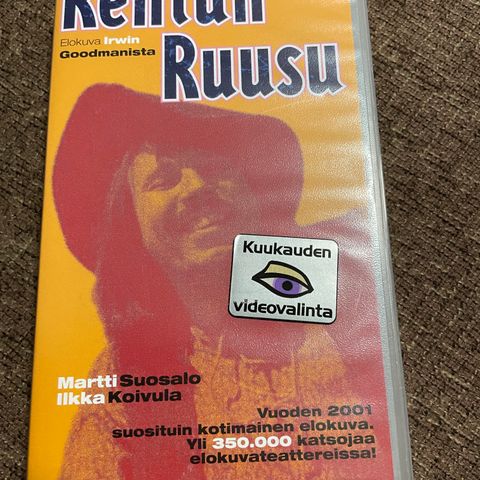 Rentun
Elokuva Irwin
Goodmanista
Ruusu
Kuukauden
videovalinta
Martti Suosalo
Ilkka Koivula
Vuoden 2001
suosituin kotimainen elokuva.
Yli 350.000 katsojaa
elokuvateattereissa!